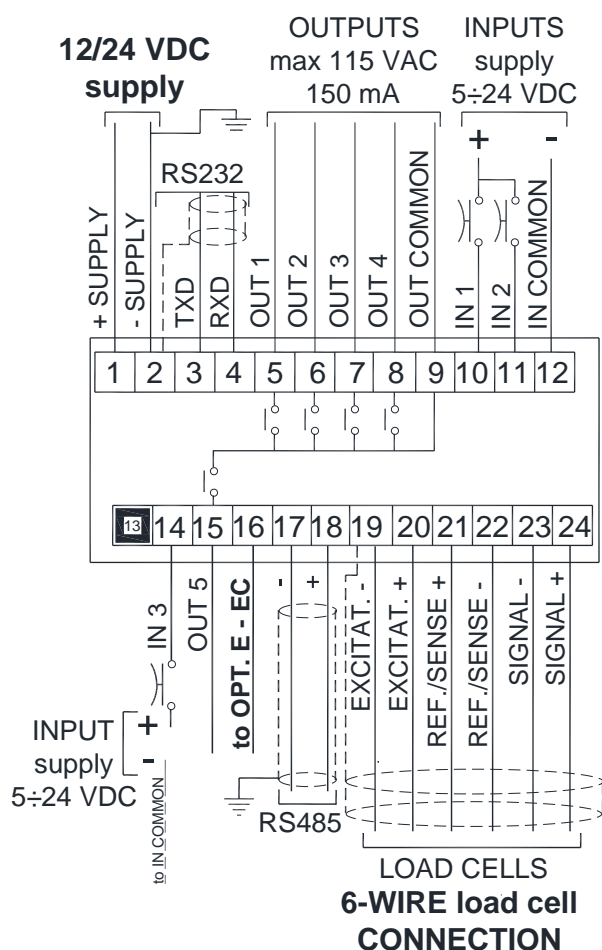 12/24 VDC
supply
OUTPUTS
max 115 VAC
150 mA
INPUTS
supply
5÷24 VDC
+
-
RS232
+ SUPPLY
- SUPPLY
TXD
RXD
OUT 1
OUT 2
OUT 3
OUT 4
OUT COMMON
IN 1
IN 2
IN COMMON
1 2 3 4 5 6 7 8 9 10 11 12
13 14 15 16 17 18 19 20 21 22 23 24
IN 3
OUT 5
to OPT. E - EC
-
+
EXCITAT. -
EXCITAT. +
REF./SENSE +
REF./SENSE -
SIGNAL -
SIGNAL +
INPUT
supply
5÷24 VDC
+
-
to IN COMMON
RS485
LOAD CELLS
6-WIRE load cell
CONNECTION